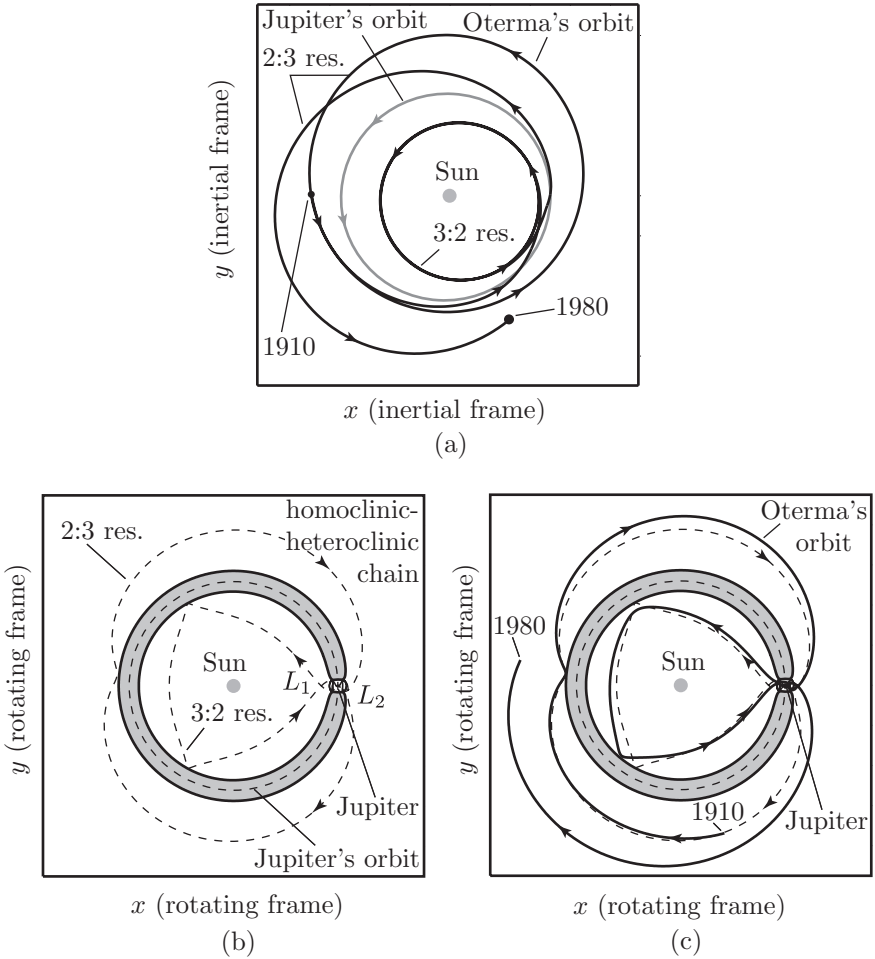 Jupiter's orbit
Oterma's orbit
2:3 res.
Sun
3:2 res.
1980
1910
y (inertial frame)
x (inertial frame)
(a)
homoclinic-
heteroclinic
chain
2:3 res.
Sun
L1
L2
3:2 res.
Jupiter
Jupiter's orbit
y (rotating frame)
x (rotating frame)
(b)
Oterma's
orbit
1980
Sun
1910
Jupiter
y (rotating frame)
x (rotating frame)
(c)